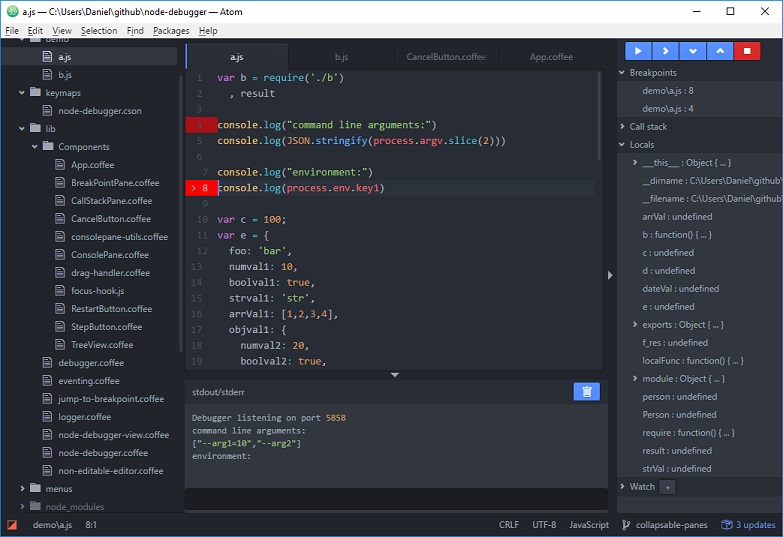 a.js — C:\Users\Daniel\github\node-debugger — Atom
File Edit View Selection Find Packages Help
demo
a.js
b.js
keymaps
node-debugger.cson
lib
Components
App.coffee
BreakPointPane.coffee
CallStackPane.coffee
CancelButton.coffee
consolepane-utils.coffee
ConsolePane.coffee
drag-handler.coffee
focus-hook.js
RestartButton.coffee
StepButton.coffee
TreeView.coffee
debugger.coffee
eventing.coffee
jump-to-breakpoint.coffee
logger.coffee
node-debugger-view.coffee
node-debugger.coffee
non-editable-editor.coffee
menus
node_modules
a.js b.js CancelButton.coffee App.coffee
1 var b = require('./b')
2 , result
3
4 console.log("command line arguments:")
5 console.log(JSON.stringify(process.argv.slice(2)))
6
7 console.log("environment:")
8 console.log(process.env.key1)
9
10 var c = 100;
11 var e = {
12 foo: 'bar',
13 numval1: 10,
14 boolval1: true,
15 strval1: 'str',
16 arrVal1: [1,2,3,4],
17 objval1: {
18 numval2: 20,
19 boolval2: true,
stdout/stderr
Debugger listening on port 5858
command line arguments:
["--arg1=10","--arg2"]
environment:
Breakpoints
demo\a.js : 8
demo\a.js : 4
Call stack
Locals
___this___ : Object { ... }
__dirname : C:\Users\Daniel\github\
__filename : C:\Users\Daniel\github\
arrVal : undefined
b : function() { ... }
c : undefined
d : undefined
dateVal : undefined
e : undefined
exports : Object { ... }
f_res : undefined
localFunc : function() { ... }
module : Object { ... }
person : undefined
Person : undefined
require : function() { ... }
result : undefined
strVal : undefined
Watch +
demo\a.js 8:1 CRLF UTF-8 JavaScript collapsable-panes 3 updates